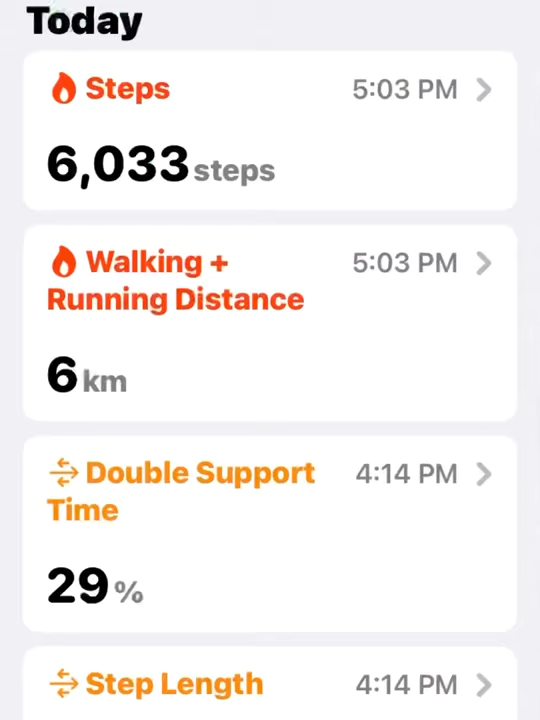 Today
Steps 5:03 PM
6,033 steps
Walking + 5:03 PM
Running Distance
6 km
Double Support 4:14 PM
Time
29 %
Step Length 4:14 PM